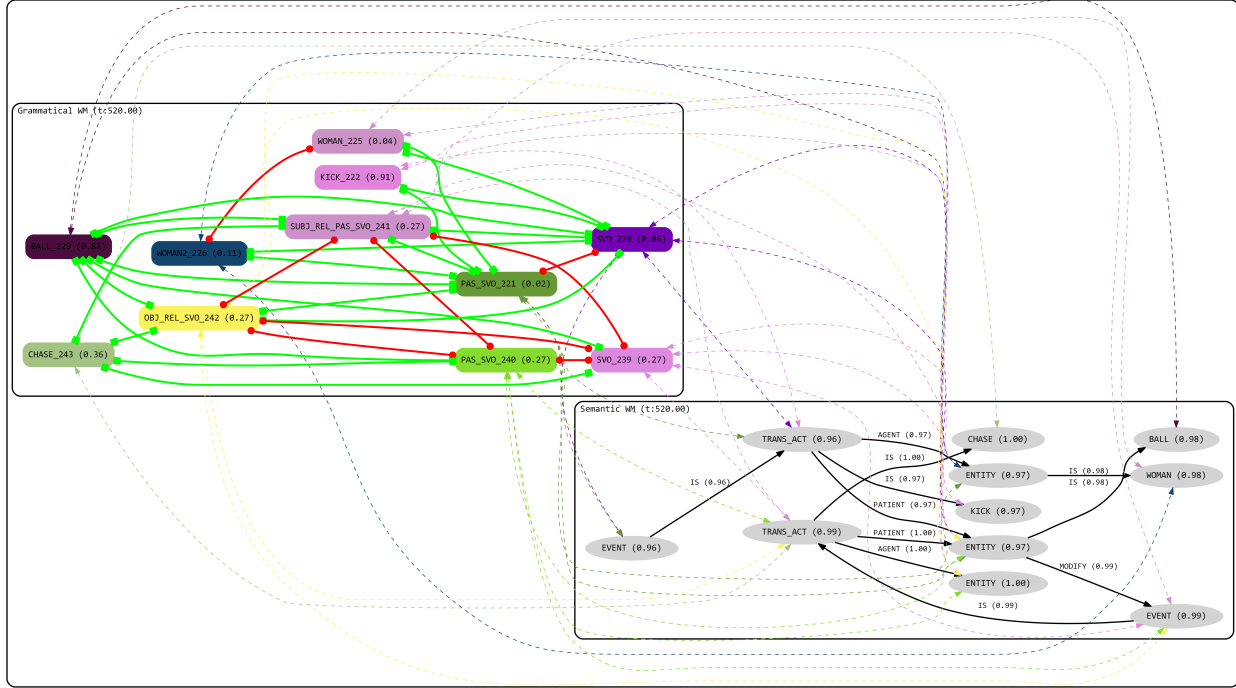 Grammatical WM (t:520.00)
WOMAN_225 (0.04)
KICK_222 (0.91)
SUBJ_REL_PAS_SVO_241 (0.27)
BALL_229 (0.82)
WOMAN2_226 (0.11)
SVO_220 (0.86)
PAS_SVO_221 (0.02)
OBJ_REL_SVO_242 (0.27)
CHASE_243 (0.36)
PAS_SVO_240 (0.27)
SVO_239 (0.27)
Semantic WM (t:520.00)
TRANS_ACT (0.96)
AGENT (0.97)
CHASE (1.00)
BALL (0.98)
IS (1.00)
ENTITY (0.97)
IS (0.98)
WOMAN (0.98)
IS (0.96)
IS (0.97)
IS (0.98)
PATIENT (0.97)
KICK (0.97)
TRANS_ACT (0.99)
PATIENT (1.00)
EVENT (0.96)
AGENT (1.00)
ENTITY (0.97)
MODIFY (0.99)
ENTITY (1.00)
IS (0.99)
EVENT (0.99)